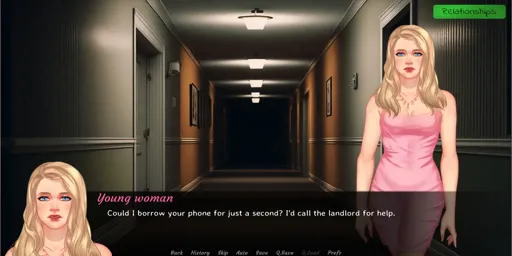 Relationships
Young woman
Could I borrow your phone for just a second? I'd call the landlord for help.
Back History Skip Auto Save Q.Save Q.Load Prefs